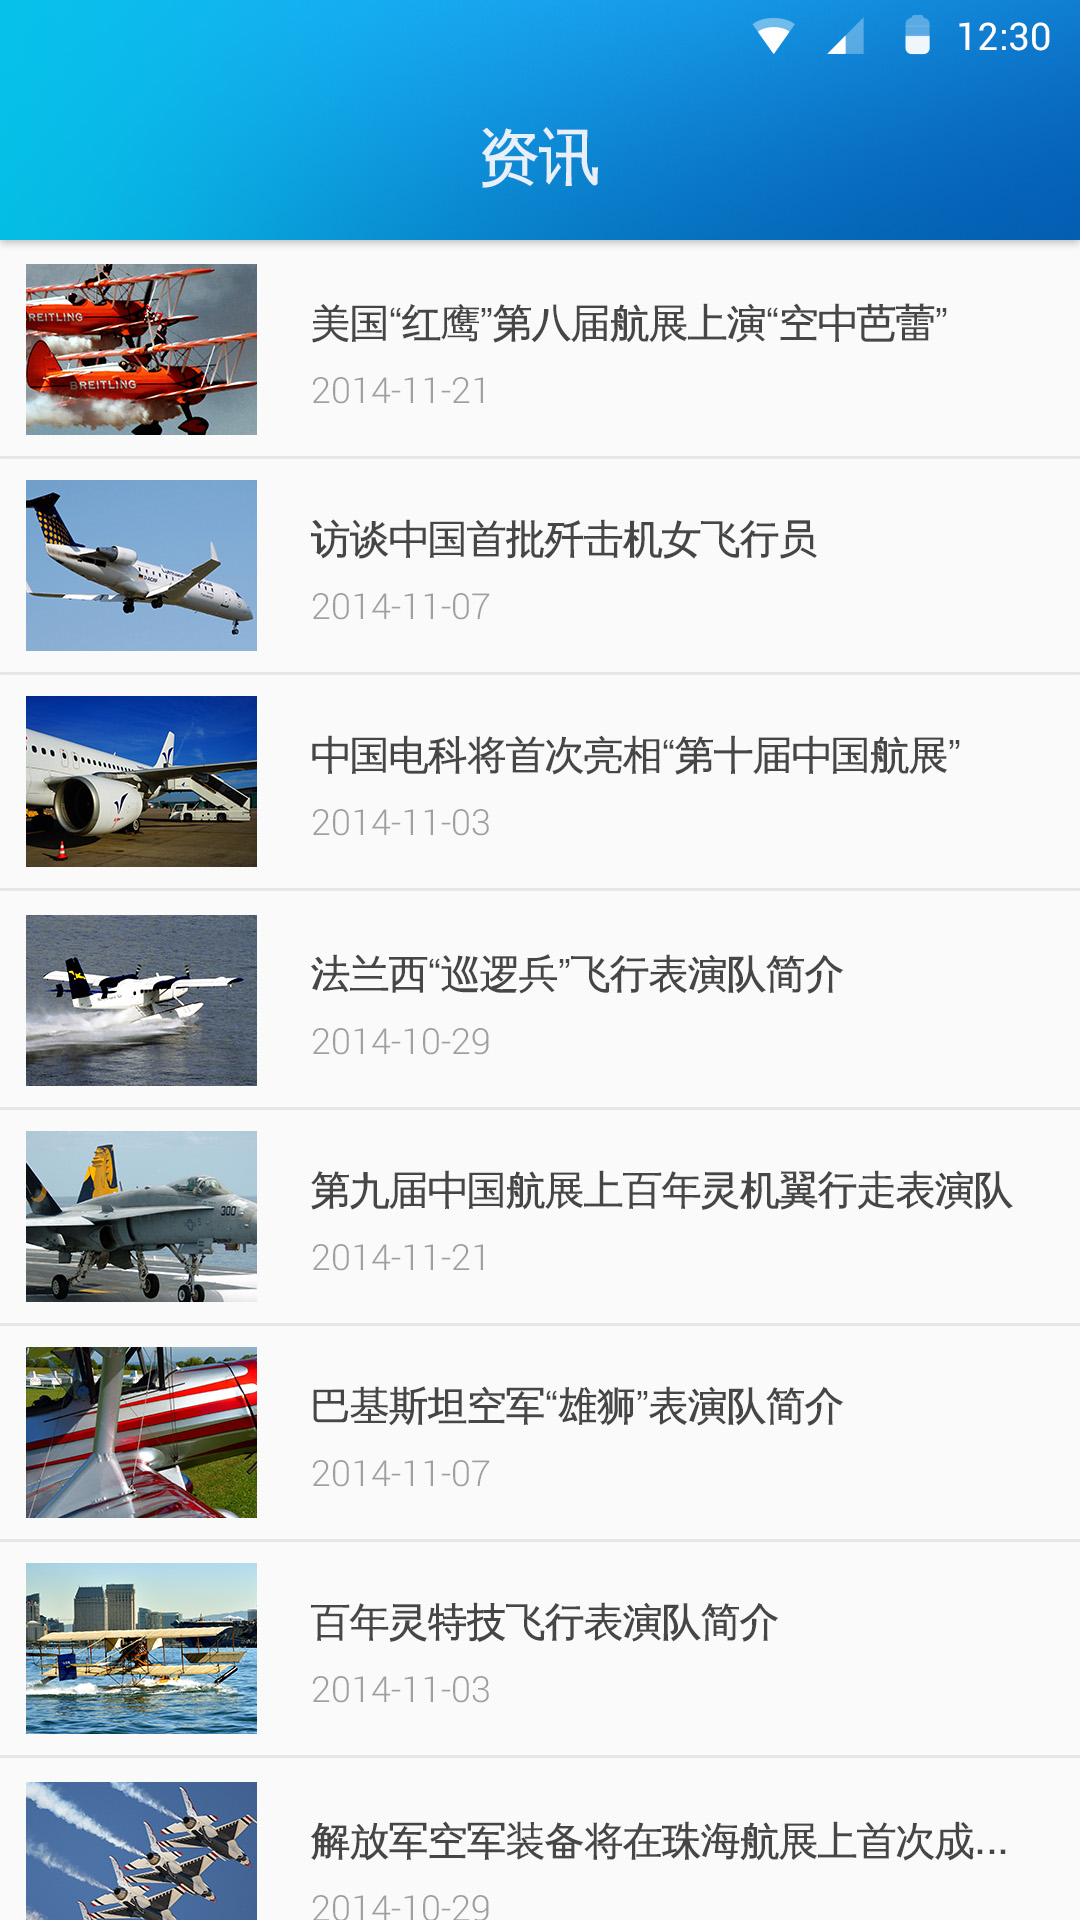 12:30
资讯
REITLING
BREITLING
美国“红鹰”第八届航展上演“空中芭蕾”
2014-11-21
访谈中国首批歼击机女飞行员
2014-11-07
中国电科将首次亮相“第十届中国航展”
2014-11-03
法兰西“巡逻兵”飞行表演队简介
2014-10-29
300
第九届中国航展上百年灵机翼行走表演队
2014-11-21
巴基斯坦空军“雄狮”表演队简介
2014-11-07
百年灵特技飞行表演队简介
2014-11-03
解放军空军装备将在珠海航展上首次成...
2014-10-29